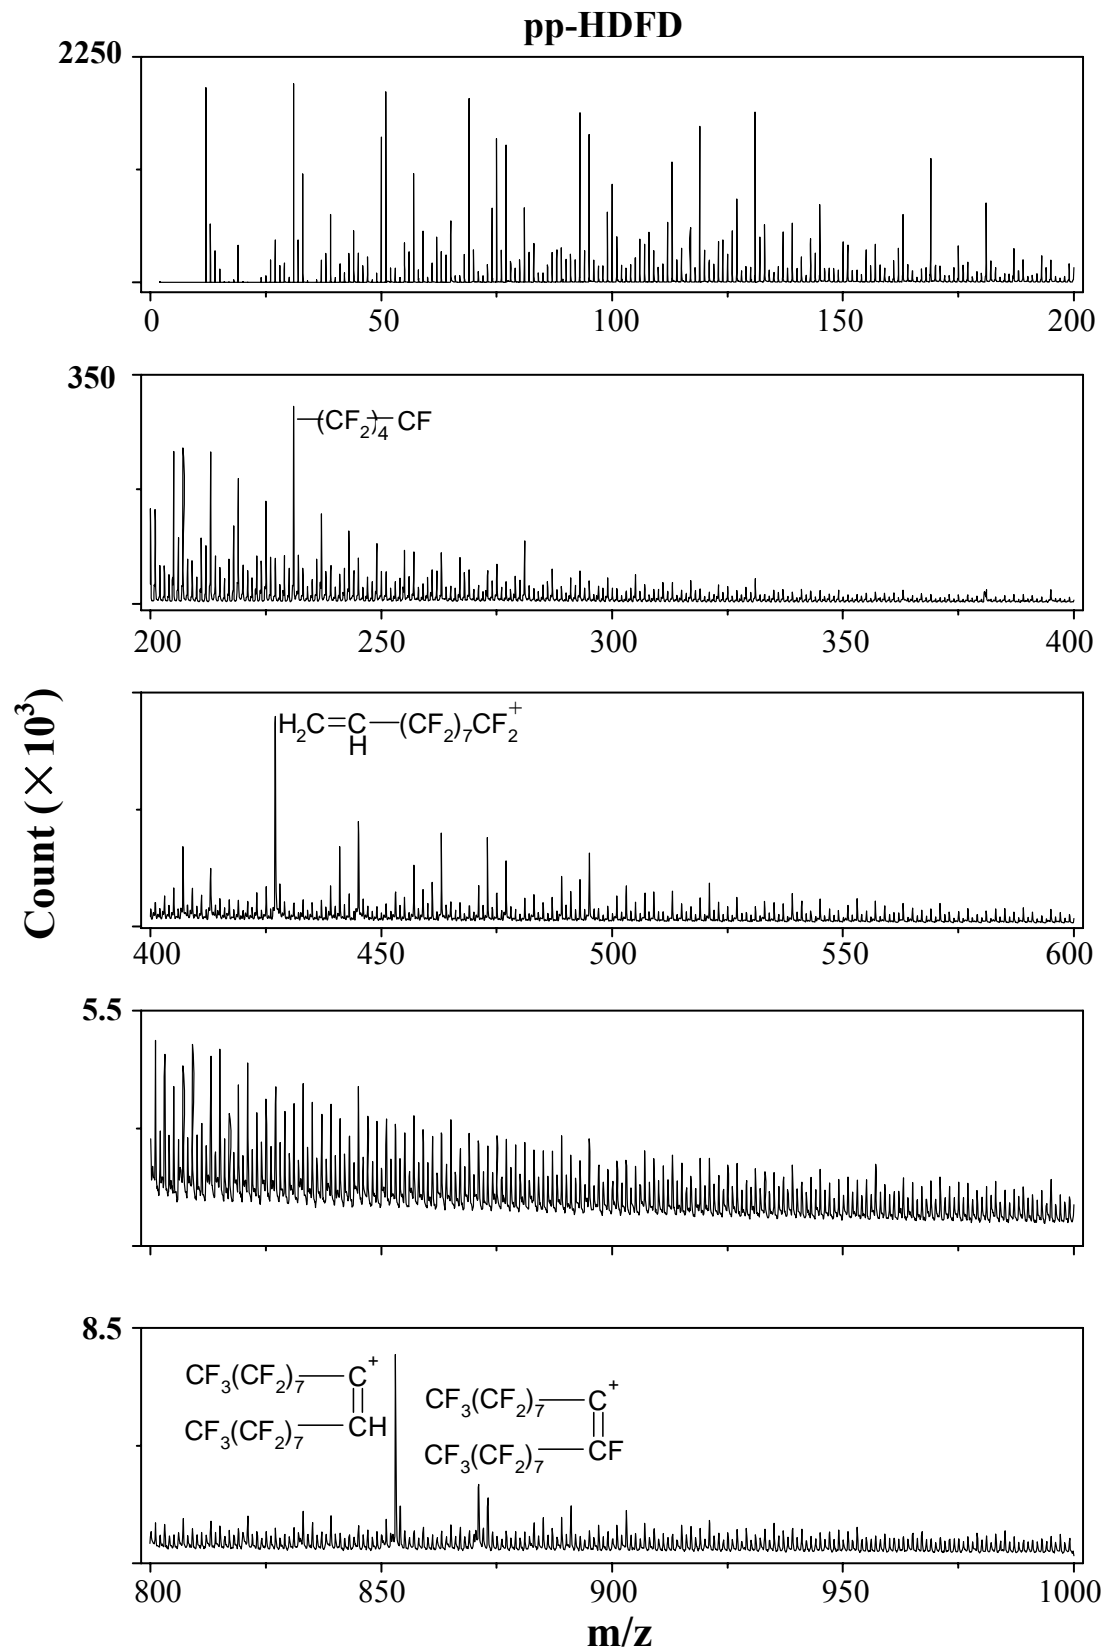 pp-HDFD
2250
0 50 100 150 200
350
—(CF2)4—CF
200 250 300 350 400
H2C=C—(CF2)7CF2+
H
Count (×10³)
400 450 500 550 600
5.5
8.5
CF3(CF2)7—C+
CF3(CF2)7—CH
CF3(CF2)7—C+
CF3(CF2)7—CF
800 850 900 950 1000
m/z